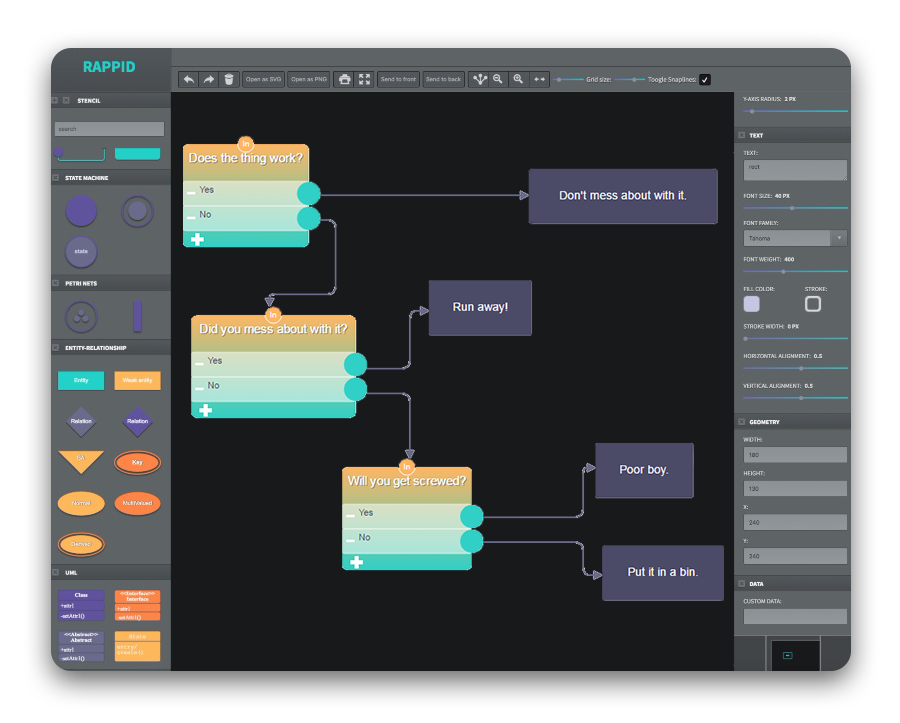 RAPPID
Open as SVG
Open as PNG
Send to front
Send to back
Grid size:
Toogle Snaplines:
STENCIL
search
STATE MACHINE
state
PETRI NETS
ENTITY-RELATIONSHIP
Entity
Weak entity
Relation
Relation
ISA
Key
Normal
MultiValued
Derived
UML
Class
+attr1
-setAttr1()
<<Interface>>
Interface
+attr1
-setAttr1()
<<Abstract>>
Abstract
+attr1
-setAttr1()
State
In
Does the thing work?
Yes
No
Don't mess about with it.
In
Did you mess about with it?
Yes
No
Run away!
In
Will you get screwed?
Yes
No
Poor boy.
Put it in a bin.
Y-AXIS RADIUS: 2 PX
TEXT
TEXT:
rect
FONT SIZE: 40 PX
FONT FAMILY:
Tahoma
FONT WEIGHT: 400
FILL COLOR:
STROKE:
STROKE WIDTH: 0 PX
HORIZONTAL ALIGNMENT: 0.5
VERTICAL ALIGNMENT: 0.5
GEOMETRY
WIDTH:
180
HEIGHT:
130
X:
340
Y:
340
DATA
CUSTOM DATA: